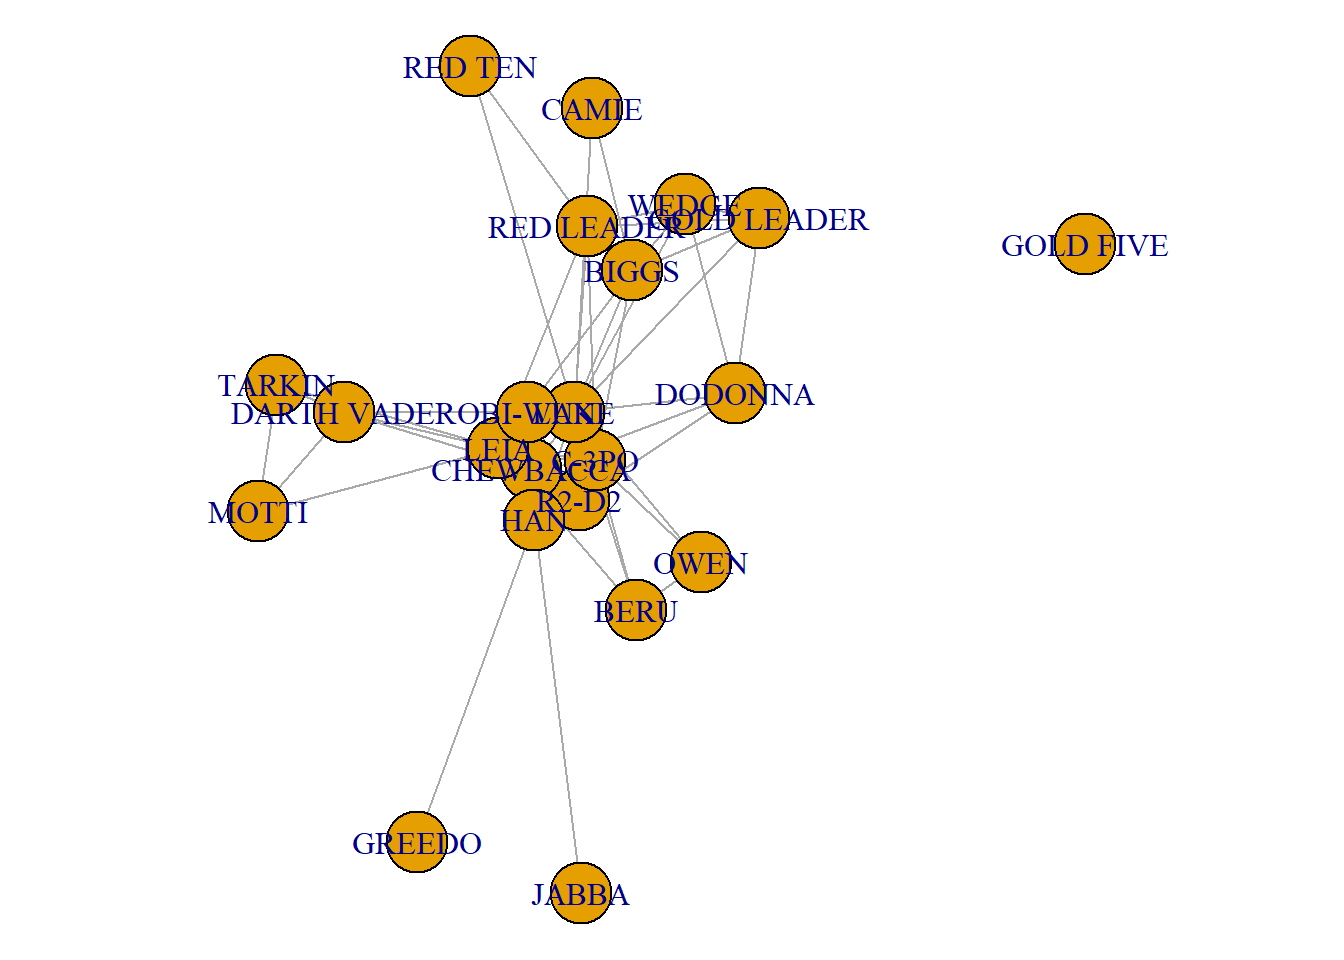 RED TEN
CAMIE
WEDGE
GOLD LEADER
RED LEADER
GOLD FIVE
BIGGS
TARKIN
DODONNA
DARTH VADER
OBI-WAN
LUKE
LEIA
C-3PO
CHEWBACCA
R2-D2
MOTTI
HAN
OWEN
BERU
GREEDO
JABBA